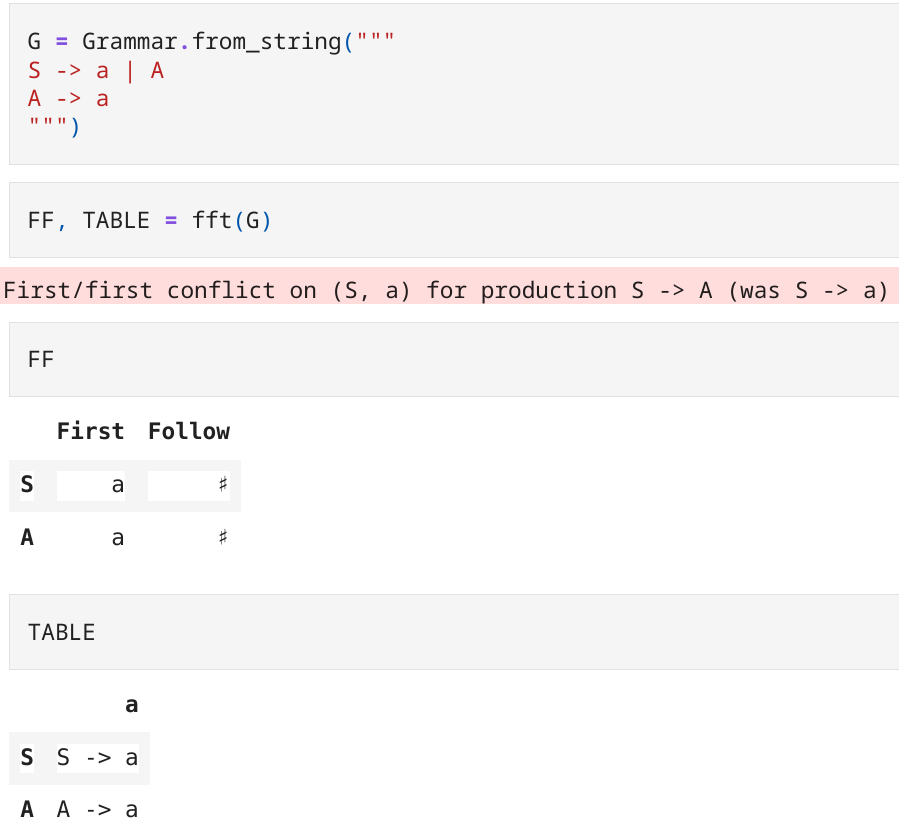 G = Grammar.from_string("""
S -> a | A
A -> a
""")
FF, TABLE = fft(G)
First/first conflict on (S, a) for production S -> A (was S -> a)
FF
First Follow
S a ♯
A a ♯
TABLE
a
S S -> a
A A -> a